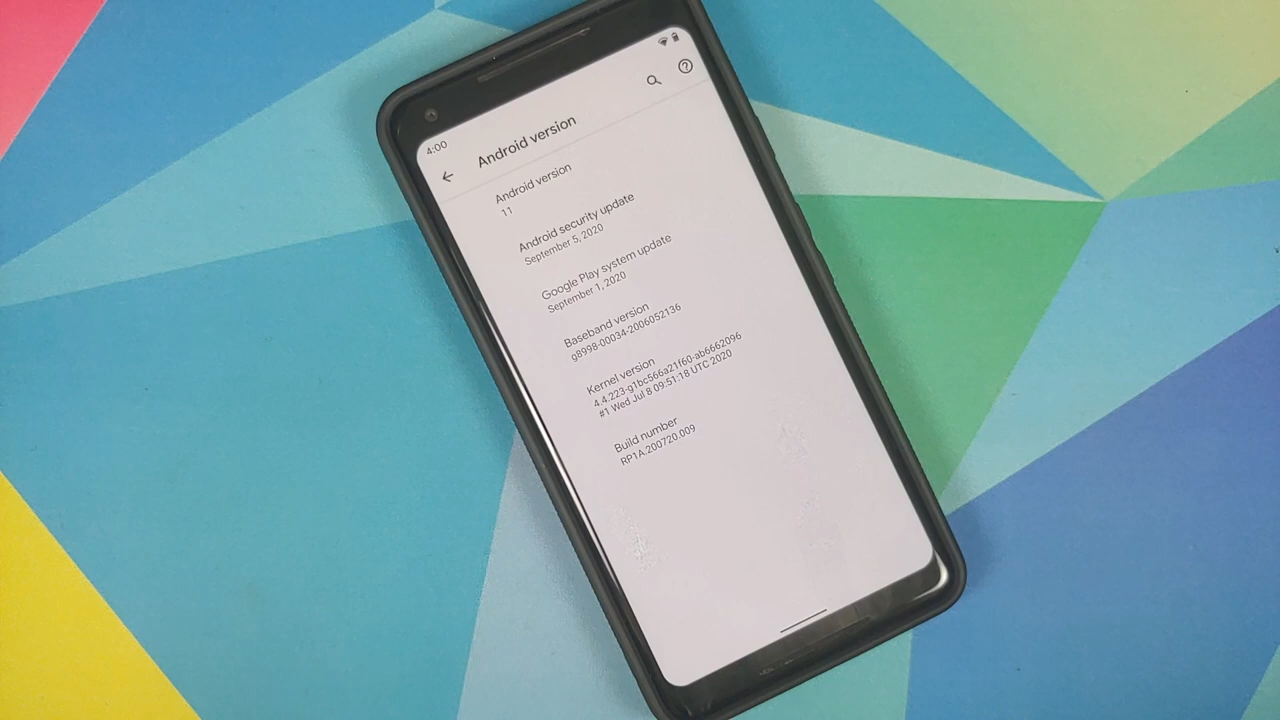 4:00
Android version
Android version
11
Android security update
September 5, 2020
Google Play system update
September 1, 2020
Baseband version
g8998-00034-2006052136
Kernel version
4.4.223-g1bc566a21f60-ab6662096
#1 Wed Jul 8 09:51:18 UTC 2020
Build number
RP1A.200720.009